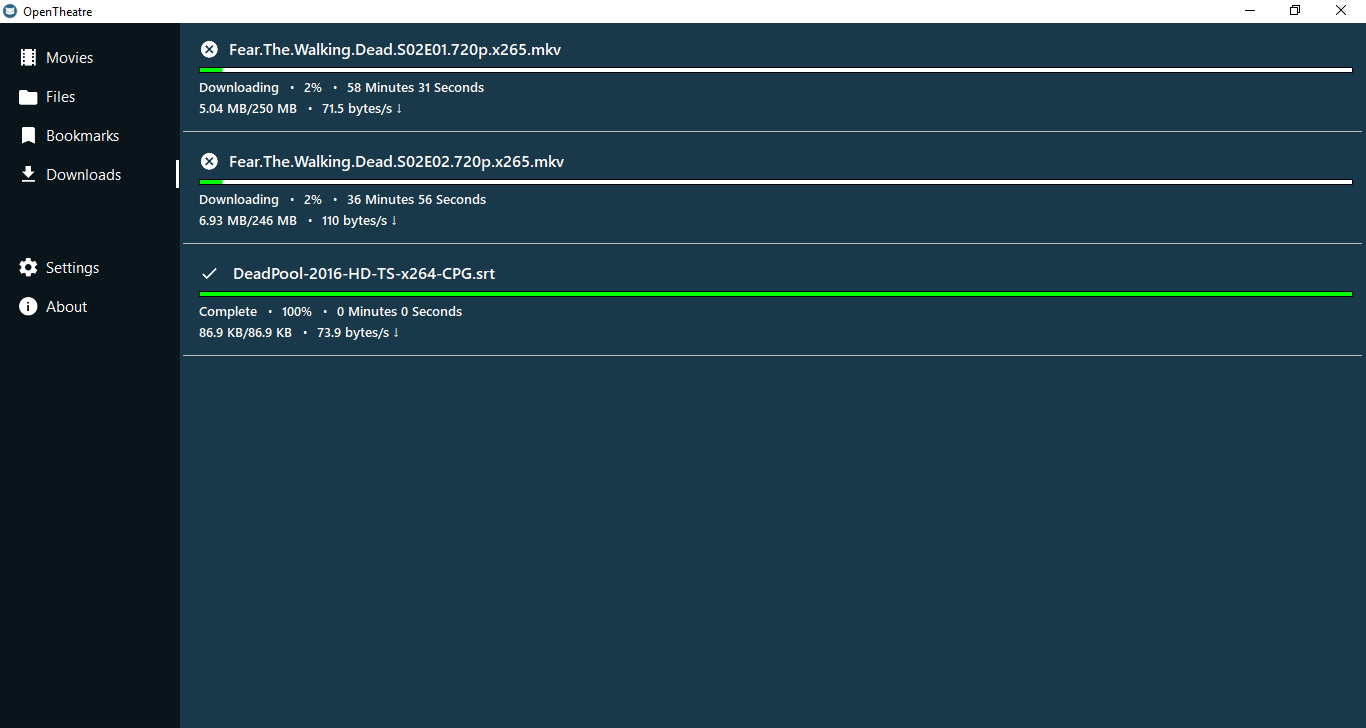 OpenTheatre
Movies
Files
Bookmarks
Downloads
Settings
About
Fear.The.Walking.Dead.S02E01.720p.x265.mkv
Downloading • 2% • 58 Minutes 31 Seconds
5.04 MB/250 MB • 71.5 bytes/s ↓
Fear.The.Walking.Dead.S02E02.720p.x265.mkv
Downloading • 2% • 36 Minutes 56 Seconds
6.93 MB/246 MB • 110 bytes/s ↓
DeadPool-2016-HD-TS-x264-CPG.srt
Complete • 100% • 0 Minutes 0 Seconds
86.9 KB/86.9 KB • 73.9 bytes/s ↓